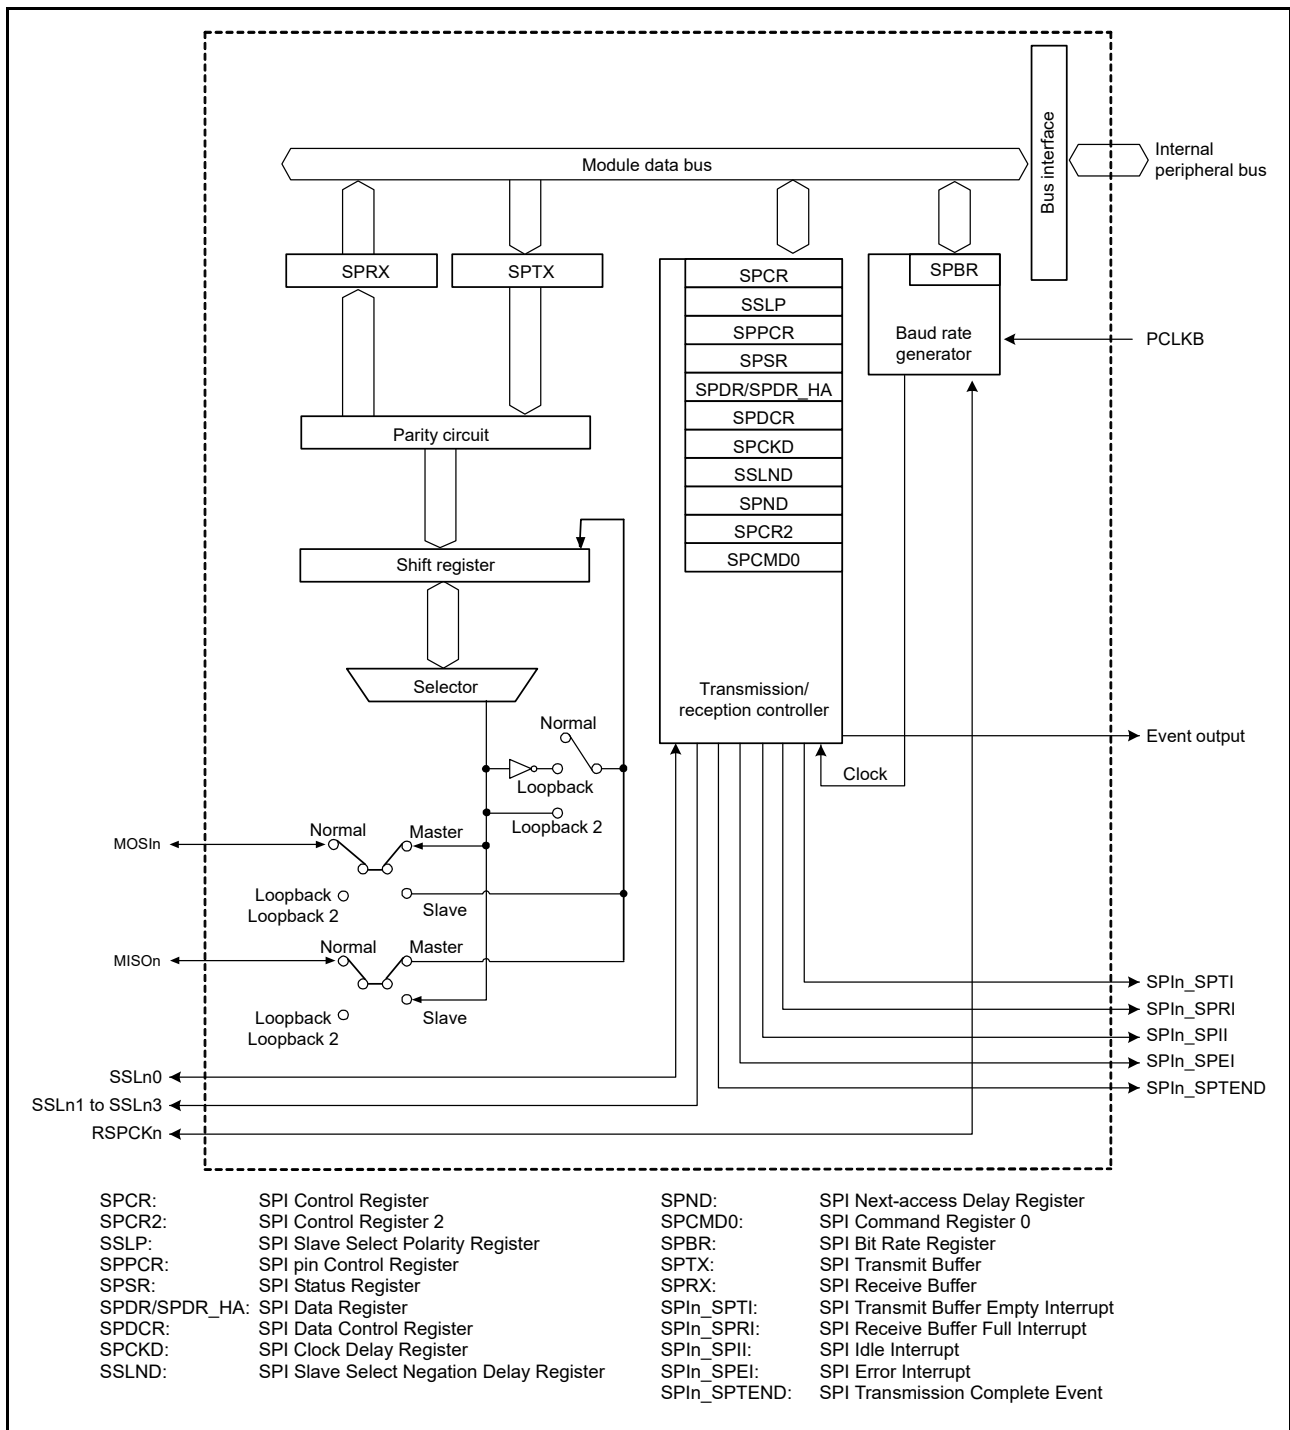 Bus interface
Internal
peripheral bus
Module data bus
SPRX
SPTX
SPCR
SSLP
SPPCR
SPSR
SPDR/SPDR_HA
SPDCR
SPCKD
SSLND
SPND
SPCR2
SPCMD0
SPBR
Baud rate
generator
PCLKB
Parity circuit
Shift register
Selector
Transmission/
reception controller
Normal
Loopback
Loopback 2
Clock
Event output
MOSIn
Normal
Master
Loopback
Loopback 2
Slave
MISOn
Normal
Master
Loopback
Loopback 2
Slave
SPIn_SPTI
SPIn_SPRI
SPIn_SPII
SPIn_SPEI
SPIn_SPTEND
SSLn0
SSLn1 to SSLn3
RSPCKn
SPCR: SPI Control Register
SPCR2: SPI Control Register 2
SSLP: SPI Slave Select Polarity Register
SPPCR: SPI pin Control Register
SPSR: SPI Status Register
SPDR/SPDR_HA: SPI Data Register
SPDCR: SPI Data Control Register
SPCKD: SPI Clock Delay Register
SSLND: SPI Slave Select Negation Delay Register
SPND: SPI Next-access Delay Register
SPCMD0: SPI Command Register 0
SPBR: SPI Bit Rate Register
SPTX: SPI Transmit Buffer
SPRX: SPI Receive Buffer
SPIn_SPTI: SPI Transmit Buffer Empty Interrupt
SPIn_SPRI: SPI Receive Buffer Full Interrupt
SPIn_SPII: SPI Idle Interrupt
SPIn_SPEI: SPI Error Interrupt
SPIn_SPTEND: SPI Transmission Complete Event